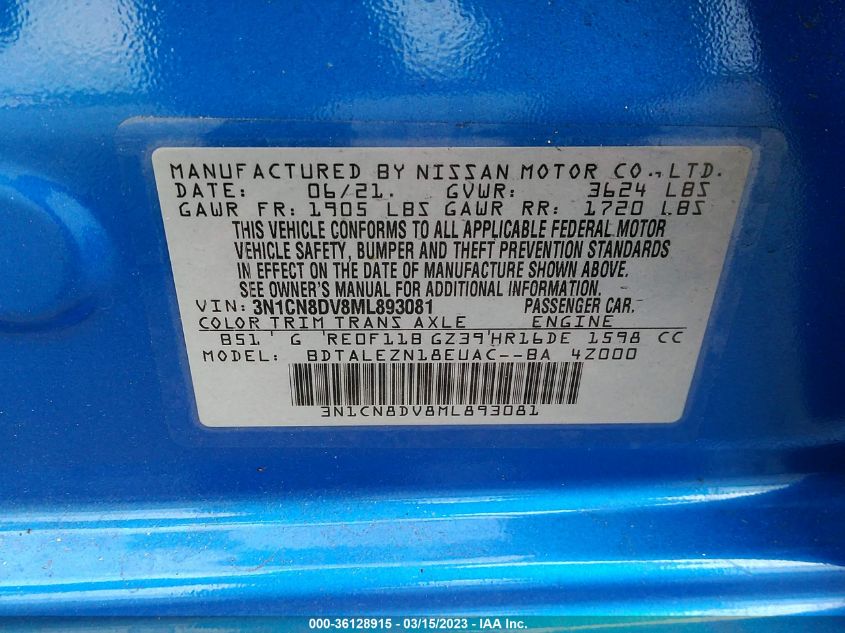 MANUFACTURED BY NISSAN MOTOR CO., LTD.
DATE: 06/21. GVWR: 3624 LBS
GAWR FR: 1905 LBS GAWR RR: 1720 LBS
THIS VEHICLE CONFORMS TO ALL APPLICABLE FEDERAL MOTOR
VEHICLE SAFETY, BUMPER AND THEFT PREVENTION STANDARDS
IN EFFECT ON THE DATE OF MANUFACTURE SHOWN ABOVE.
SEE OWNER'S MANUAL FOR ADDITIONAL INFORMATION.
VIN: 3N1CN8DV8ML893081 PASSENGER CAR.
COLOR TRIM TRANS AXLE ENGINE
B51' G 'RE0F11B GZ39'HR16DE 1598 CC
MODEL: BDTALEZN18EUAC--BA 4Z000
3N1CN8DV8ML893081
000-36128915 - 03/15/2023 - IAA Inc.